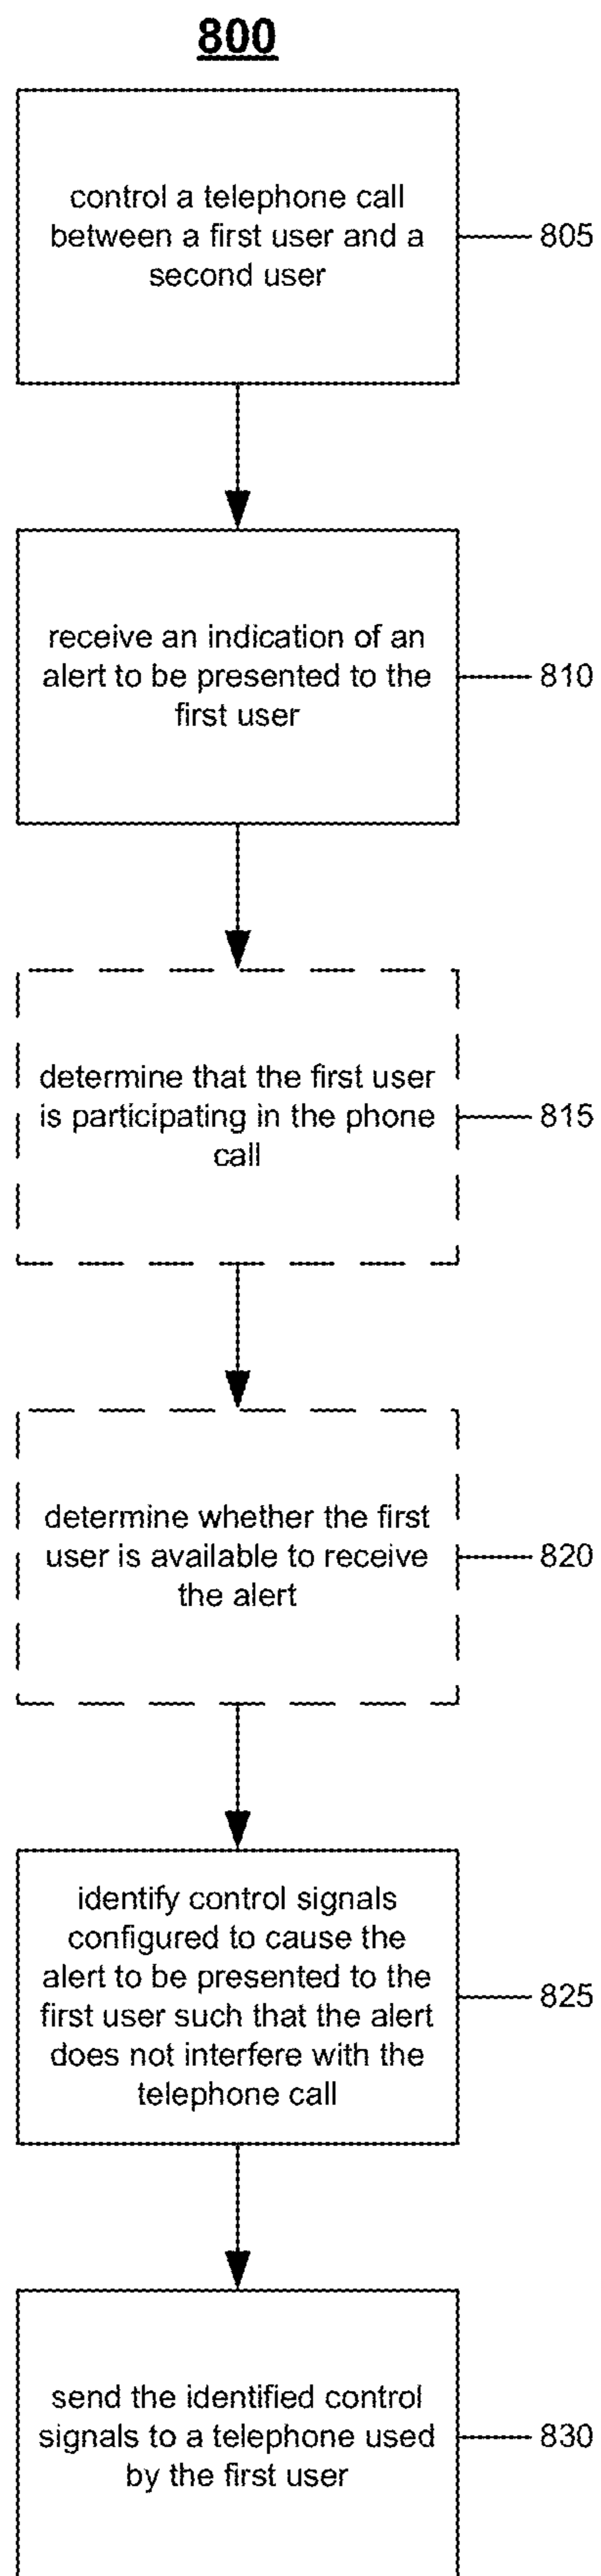 800
control a telephone call
between a first user and a
second user
805
receive an indication of an
alert to be presented to the
first user
810
determine that the first user
is participating in the phone
call
815
determine whether the first
user is available to receive
the alert
820
identify control signals
configured to cause the
alert to be presented to the
first user such that the alert
does not interfere with the
telephone call
825
send the identified control
signals to a telephone used
by the first user
830